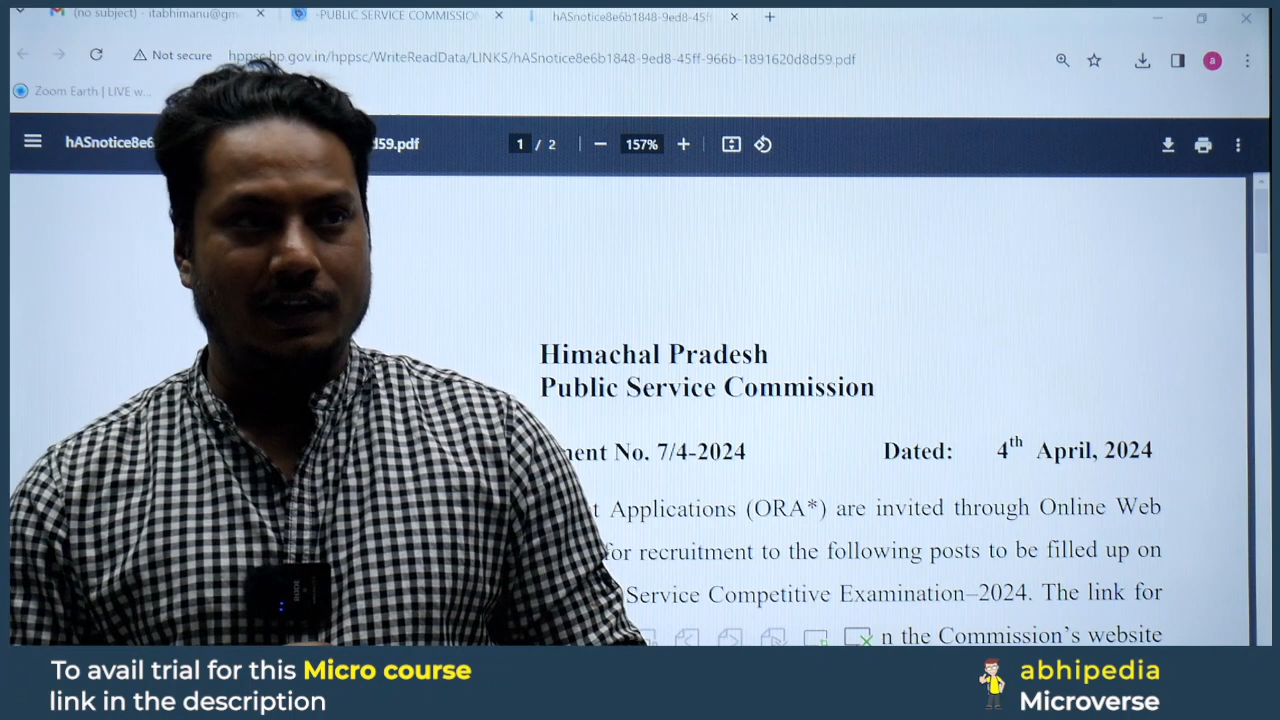 (no subject) - itabhimanu@gm
-PUBLIC SERVICE COMMISSION
hASnotice8e6b1848-9ed8-45ff
Not secure
hppsc.hp.gov.in/hppsc/WriteReadData/LINKS/hASnotice8e6b1848-9ed8-45ff-966b-1891620d8d59.pdf
a
Zoom Earth | LIVE w...
hASnotice8e6 d59.pdf
1 / 2
157%
Himachal Pradesh
Public Service Commission
ment No. 7/4-2024 Dated: 4th April, 2024
t Applications (ORA*) are invited through Online Web
for recruitment to the following posts to be filled up on
Service Competitive Examination–2024. The link for
n the Commission's website
To avail trial for this Micro course
link in the description
abhipedia
Microverse